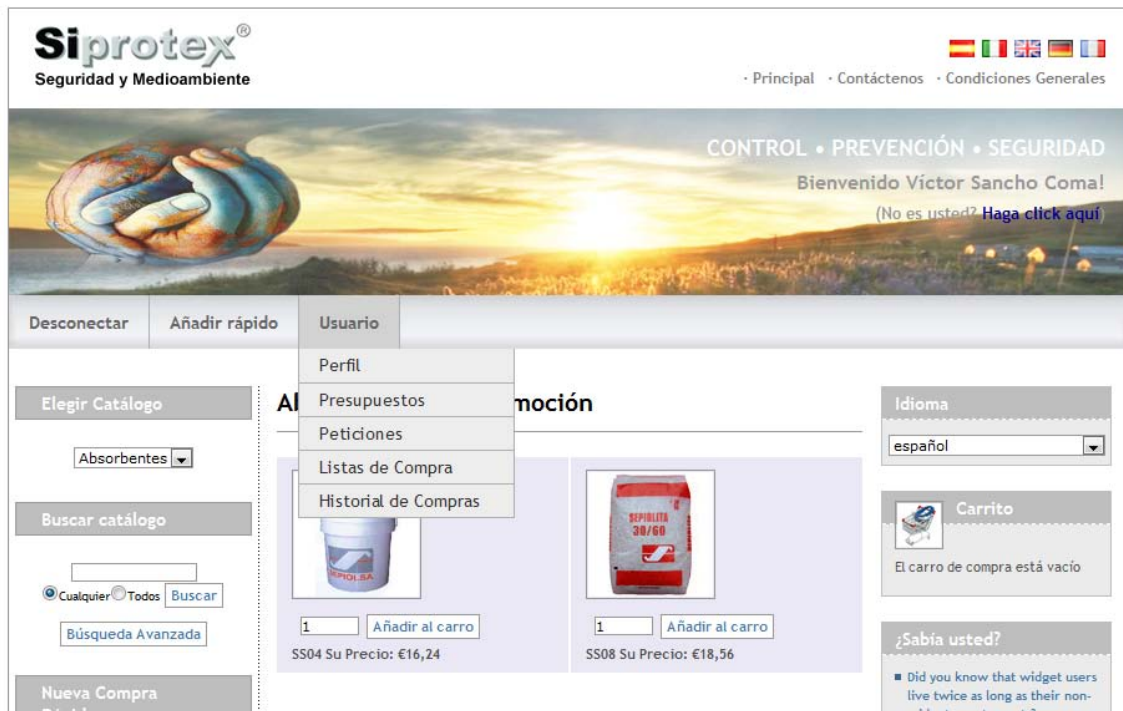 Siprotex®
Seguridad y Medioambiente
· Principal · Contáctenos · Condiciones Generales
CONTROL • PREVENCIÓN • SEGURIDAD
Bienvenido Víctor Sancho Coma!
(No es usted? Haga click aquí)
Desconectar Añadir rápido Usuario
Perfil
Presupuestos
Peticiones
Listas de Compra
Historial de Compras
Elegir Catálogo
Absorbentes
Buscar catálogo
Cualquier Todos Buscar
Búsqueda Avanzada
Nueva Compra
moción
SEPIOLSA
1 Añadir al carro
SS04 Su Precio: €16,24
SEPIOLITA
30/60
1 Añadir al carro
SS08 Su Precio: €18,56
Idioma
español
Carrito
El carro de compra está vacío
¿Sabía usted?
Did you know that widget users
live twice as long as their non-